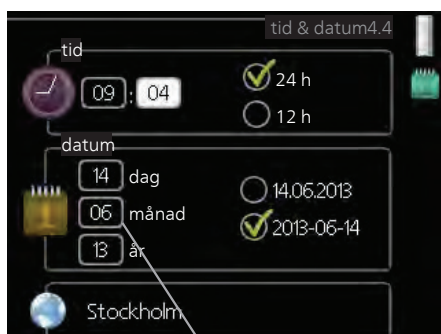 tid & datum4.4
tid
09 : 04
24 h
12 h
datum
14 dag
06 månad
13 år
14.06.2013
2013-06-14
Stockholm